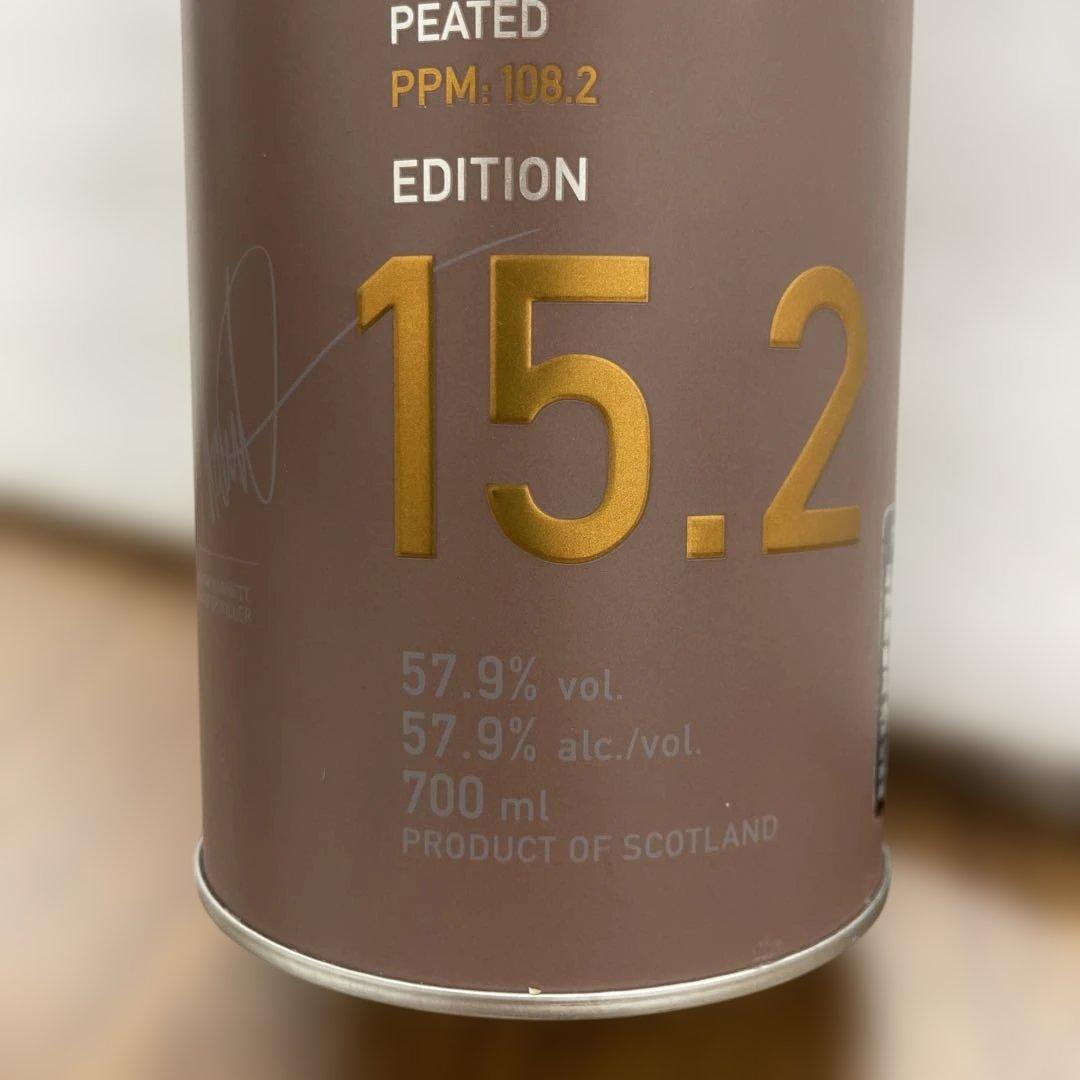 PEATED
PPM: 108.2
EDITION
15.2
57.9% vol.
57.9% alc./vol.
700 ml
PRODUCT OF SCOTLAND